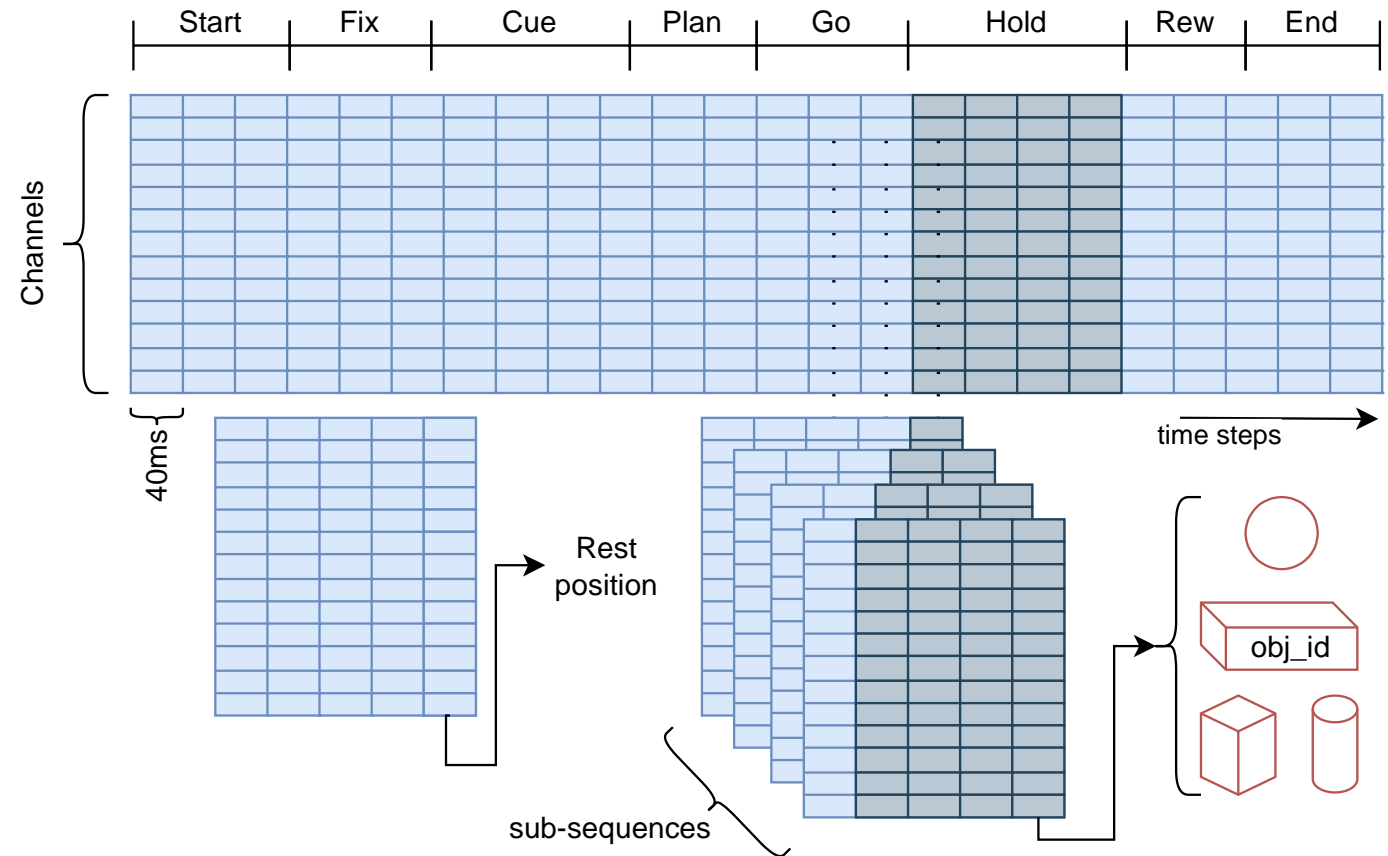 Start Fix Cue Plan Go Hold Rew End
Channels
40ms
time steps
Rest
position
obj_id
sub-sequences